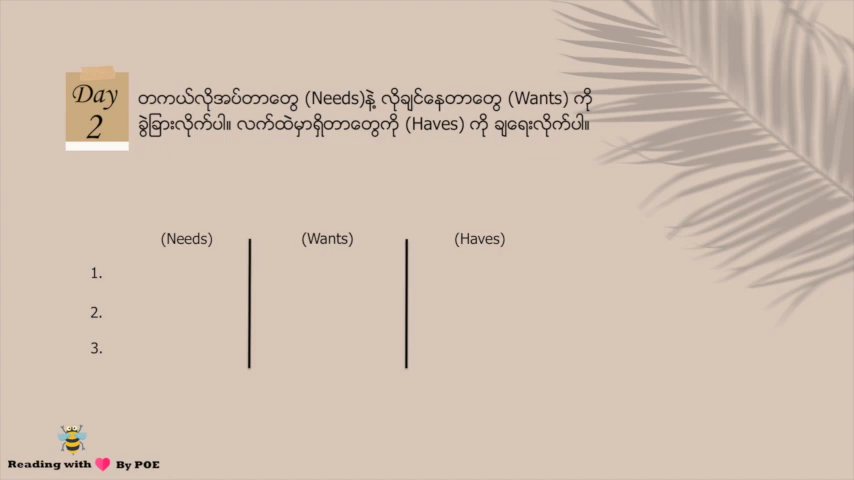 Day
2
တကယ်လိုအပ်တာတွေ (Needs)နဲ့ လိုချင်နေတာတွေ (Wants) ကို
ခွဲခြားလိုက်ပါ။ လက်ထဲမှာရှိတာတွေကို (Haves) ကို ချရေးလိုက်ပါ။
(Needs) (Wants) (Haves)
1.
2.
3.
Reading with By POE